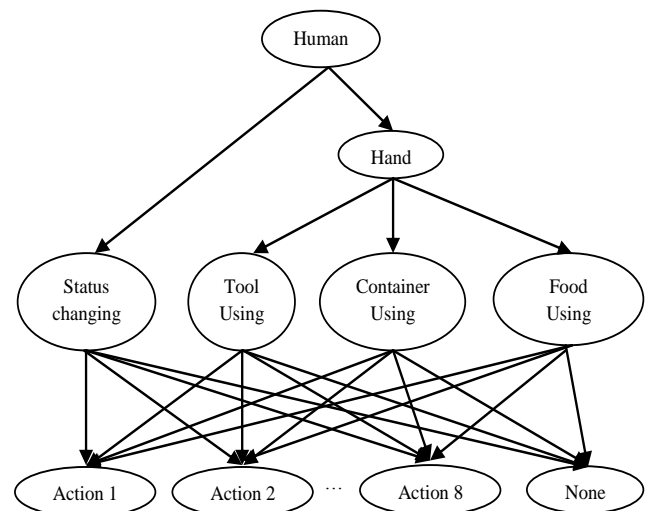 Human
Hand
Status
changing
Tool
Using
Container
Using
Food
Using
Action 1
Action 2
...
Action 8
None